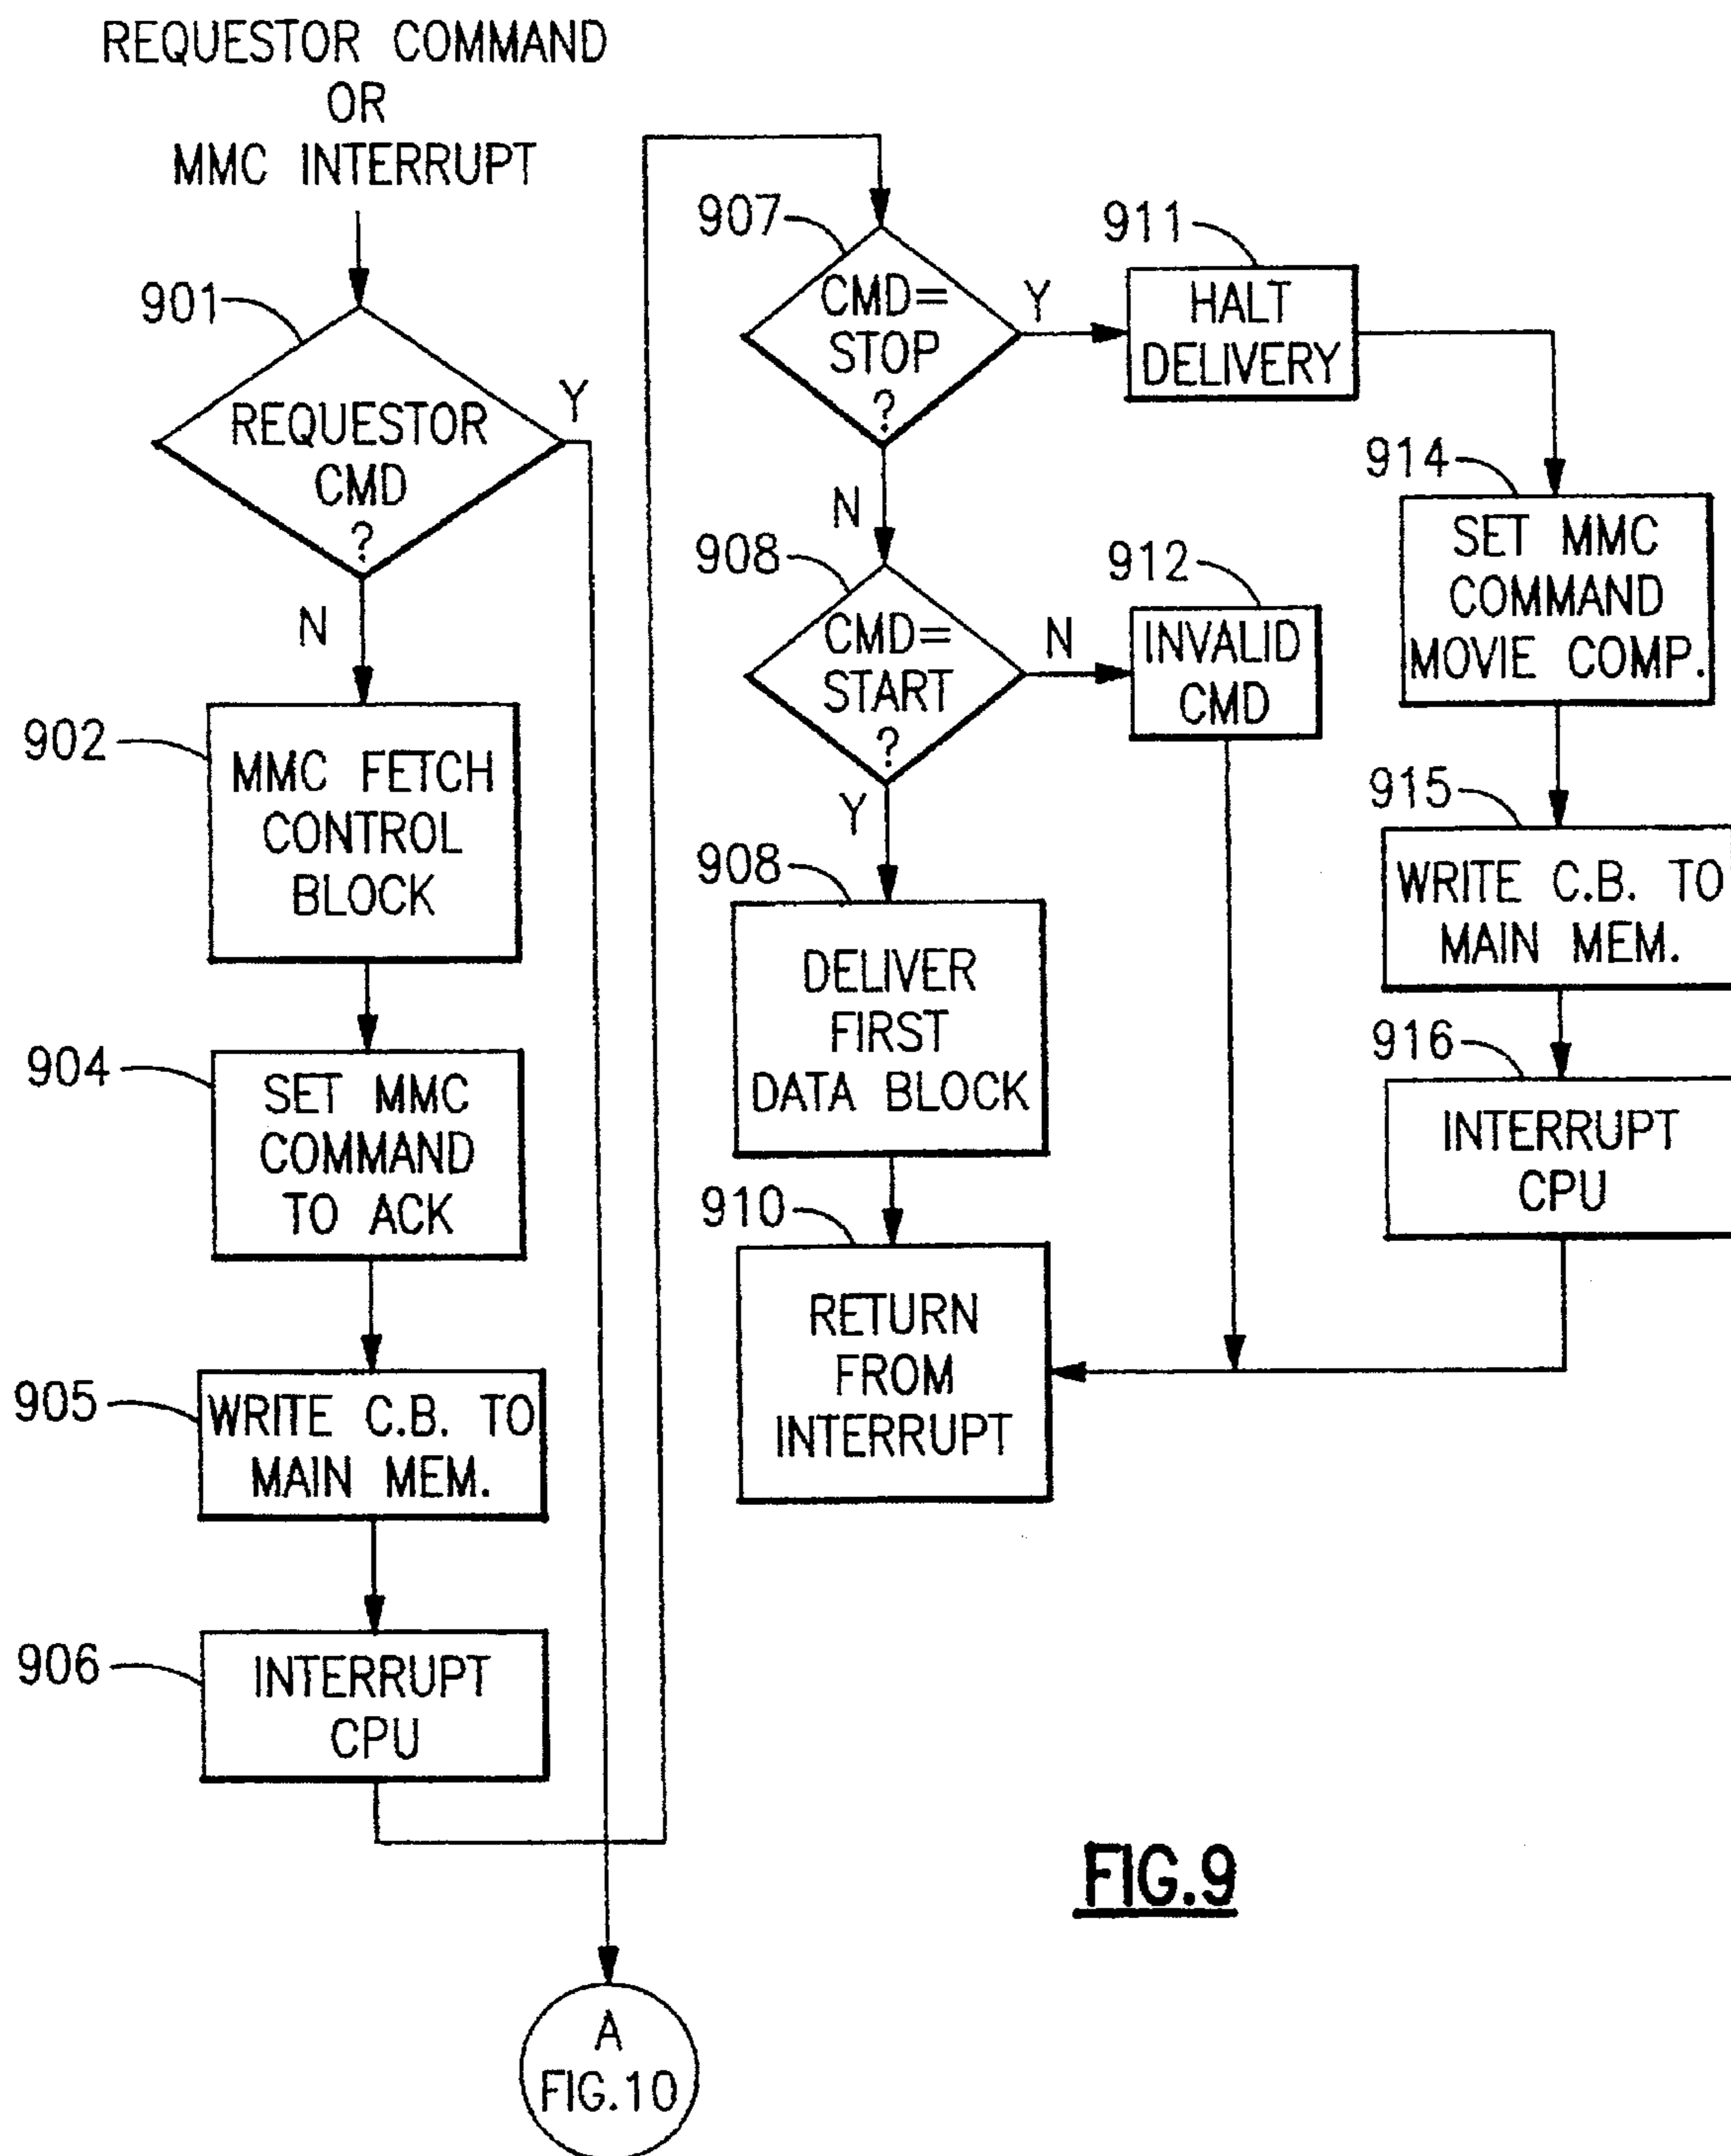 REQUESTOR COMMAND
OR
MMC INTERRUPT
901
REQUESTOR
CMD
?
Y
N
902
MMC FETCH
CONTROL
BLOCK
904
SET MMC
COMMAND
TO ACK
905
WRITE C.B. TO
MAIN MEM.
906
INTERRUPT
CPU
A
FIG.10
907
CMD=
STOP
?
Y
N
911
HALT
DELIVERY
908
CMD=
START
?
N
Y
912
INVALID
CMD
908
DELIVER
FIRST
DATA BLOCK
910
RETURN
FROM
INTERRUPT
914
SET MMC
COMMAND
MOVIE COMP.
915
WRITE C.B. TO
MAIN MEM.
916
INTERRUPT
CPU
FIG.9